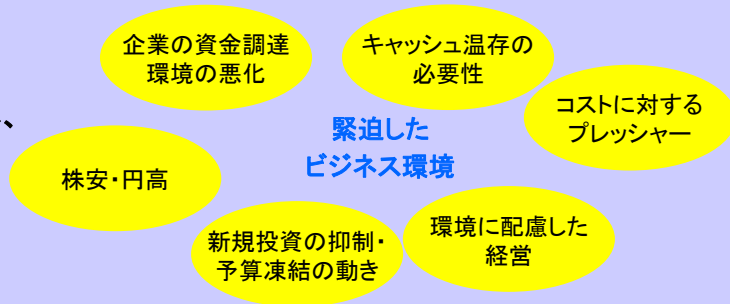 企業の資金調達
環境の悪化
キャッシュ温存の
必要性
コストに対する
プレッシャー
、
緊迫した
ビジネス環境
株安・円高
新規投資の抑制・
予算凍結の動き
環境に配慮した
経営